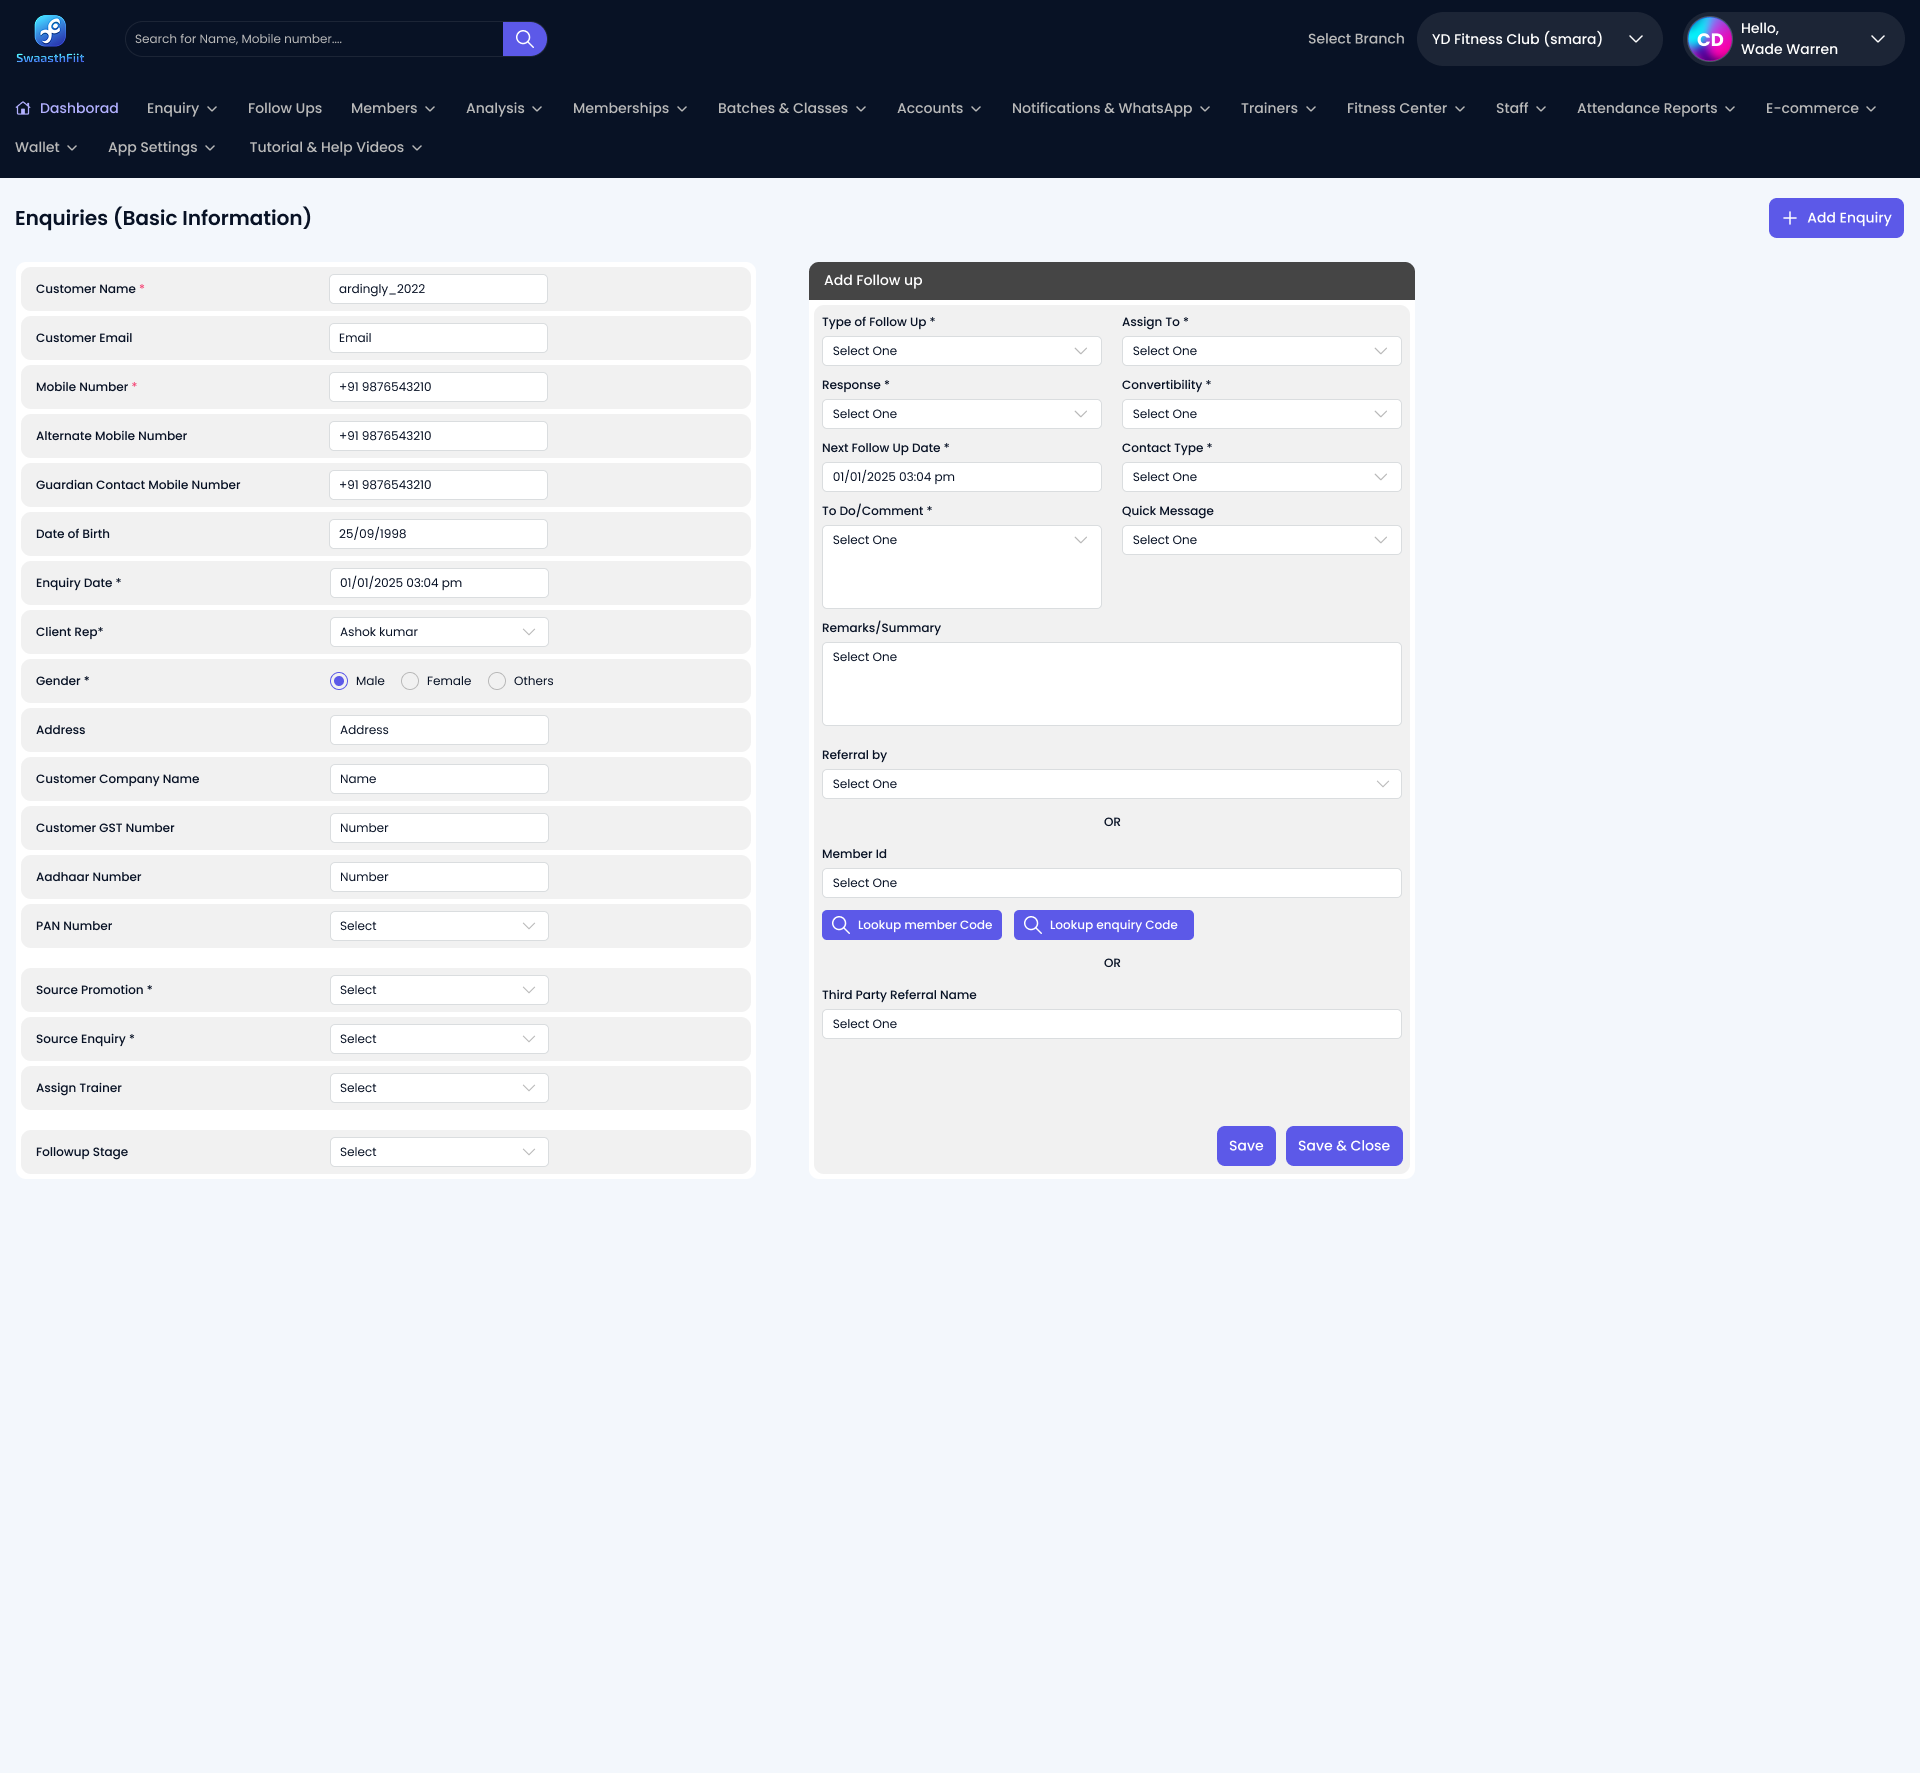 SwaasthFiit
Search for Name, Mobile number....
Select Branch
YD Fitness Club (smara)
CD
Hello,
Wade Warren
Dashborad
Enquiry
Follow Ups
Members
Analysis
Memberships
Batches & Classes
Accounts
Notifications & WhatsApp
Trainers
Fitness Center
Staff
Attendance Reports
E-commerce
Wallet
App Settings
Tutorial & Help Videos
Enquiries (Basic Information)
Add Enquiry
Customer Name *
ardingly_2022
Customer Email
Email
Mobile Number *
+91 9876543210
Alternate Mobile Number
+91 9876543210
Guardian Contact Mobile Number
+91 9876543210
Date of Birth
25/09/1998
Enquiry Date *
01/01/2025 03:04 pm
Client Rep*
Ashok kumar
Gender *
Male
Female
Others
Address
Address
Customer Company Name
Name
Customer GST Number
Number
Aadhaar Number
Number
PAN Number
Select
Source Promotion *
Select
Source Enquiry *
Select
Assign Trainer
Select
Followup Stage
Select
Add Follow up
Type of Follow Up *
Select One
Assign To *
Select One
Response *
Select One
Convertibility *
Select One
Next Follow Up Date *
01/01/2025 03:04 pm
Contact Type *
Select One
To Do/Comment *
Select One
Quick Message
Select One
Remarks/Summary
Select One
Referral by
Select One
OR
Member Id
Select One
Lookup member Code
Lookup enquiry Code
OR
Third Party Referral Name
Select One
Save
Save & Close